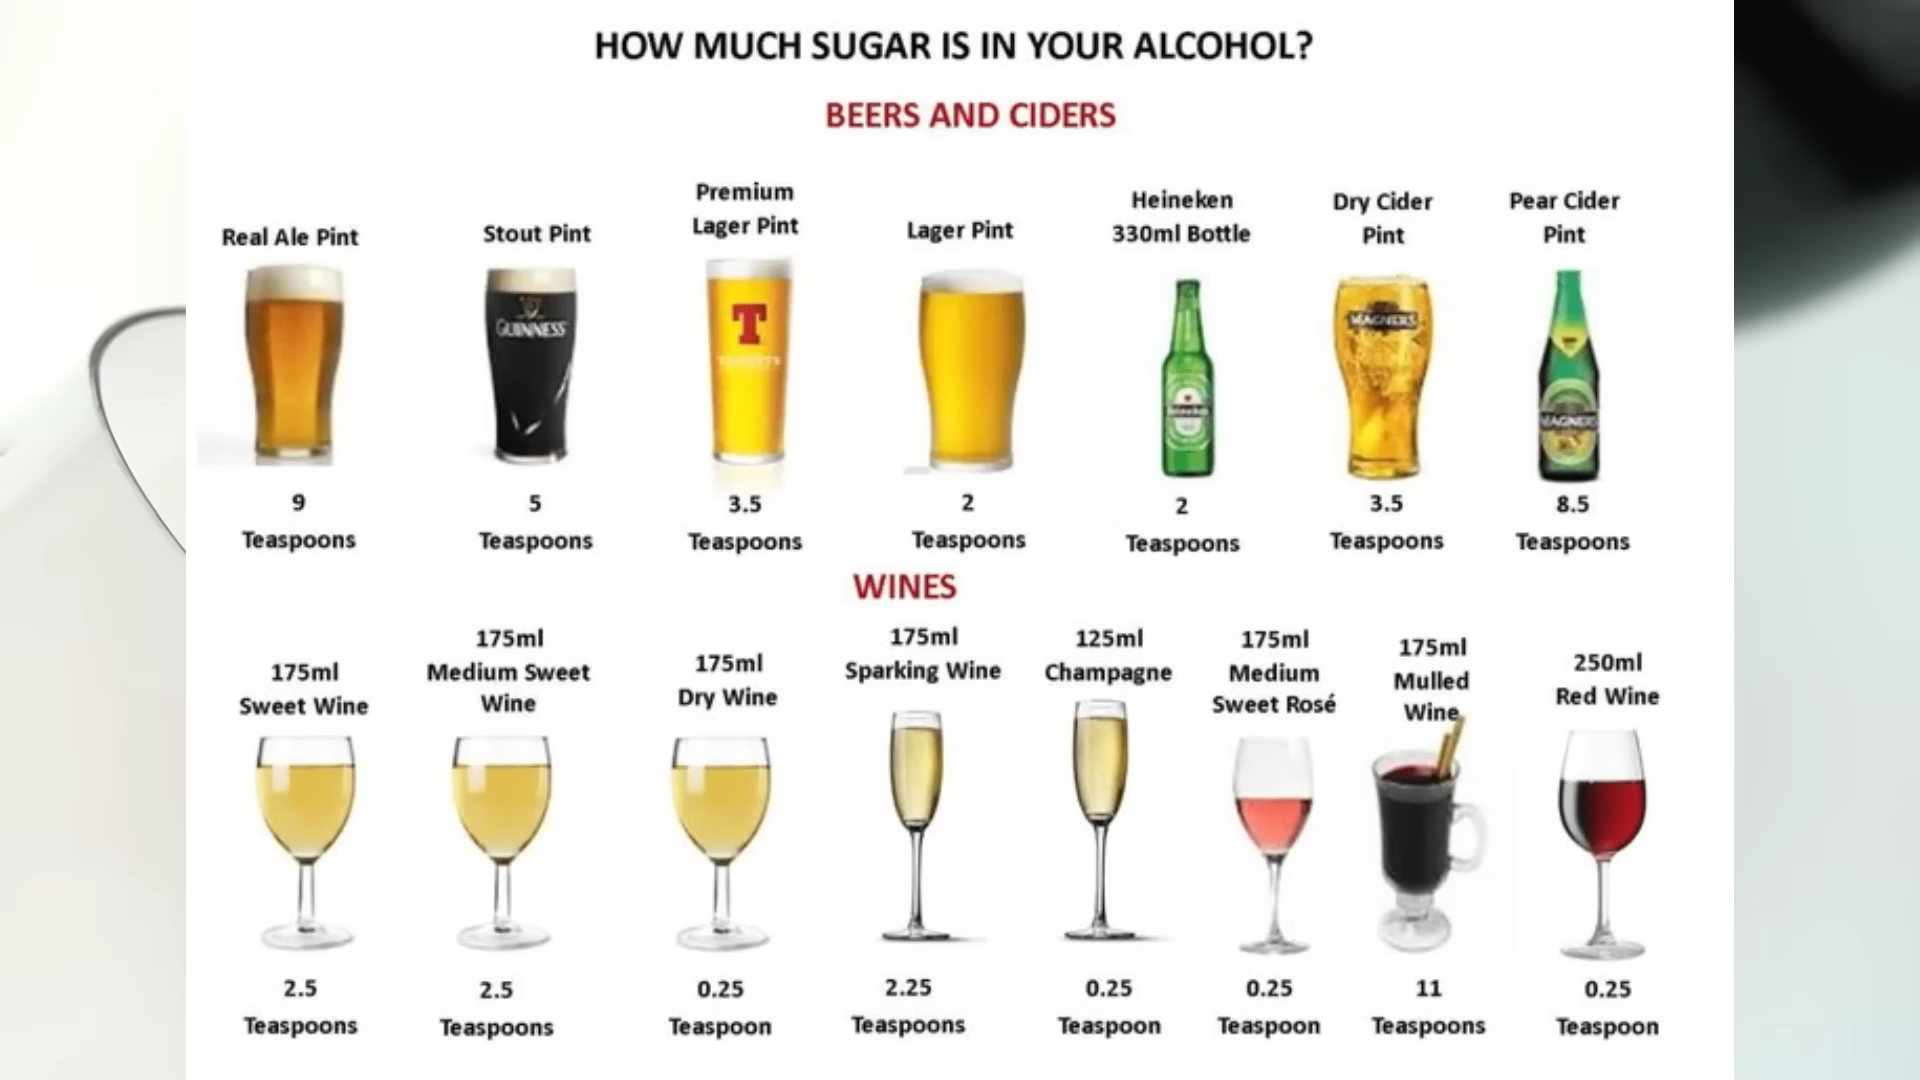 HOW MUCH SUGAR IS IN YOUR ALCOHOL?
BEERS AND CIDERS
Real Ale Pint
Stout Pint
Premium
Lager Pint
Lager Pint
Heineken
330ml Bottle
Dry Cider
Pint
Pear Cider
Pint
GUINNESS
T
TENNENT'S
Heineken
MAGNERS
MAGNERS
9
Teaspoons
5
Teaspoons
3.5
Teaspoons
2
Teaspoons
2
Teaspoons
3.5
Teaspoons
8.5
Teaspoons
WINES
175ml
Sweet Wine
175ml
Medium Sweet
Wine
175ml
Dry Wine
175ml
Sparking Wine
125ml
Champagne
175ml
Medium
Sweet Rosé
175ml
Mulled
Wine
250ml
Red Wine
2.5
Teaspoons
2.5
Teaspoons
0.25
Teaspoon
2.25
Teaspoons
0.25
Teaspoon
0.25
Teaspoon
11
Teaspoons
0.25
Teaspoon